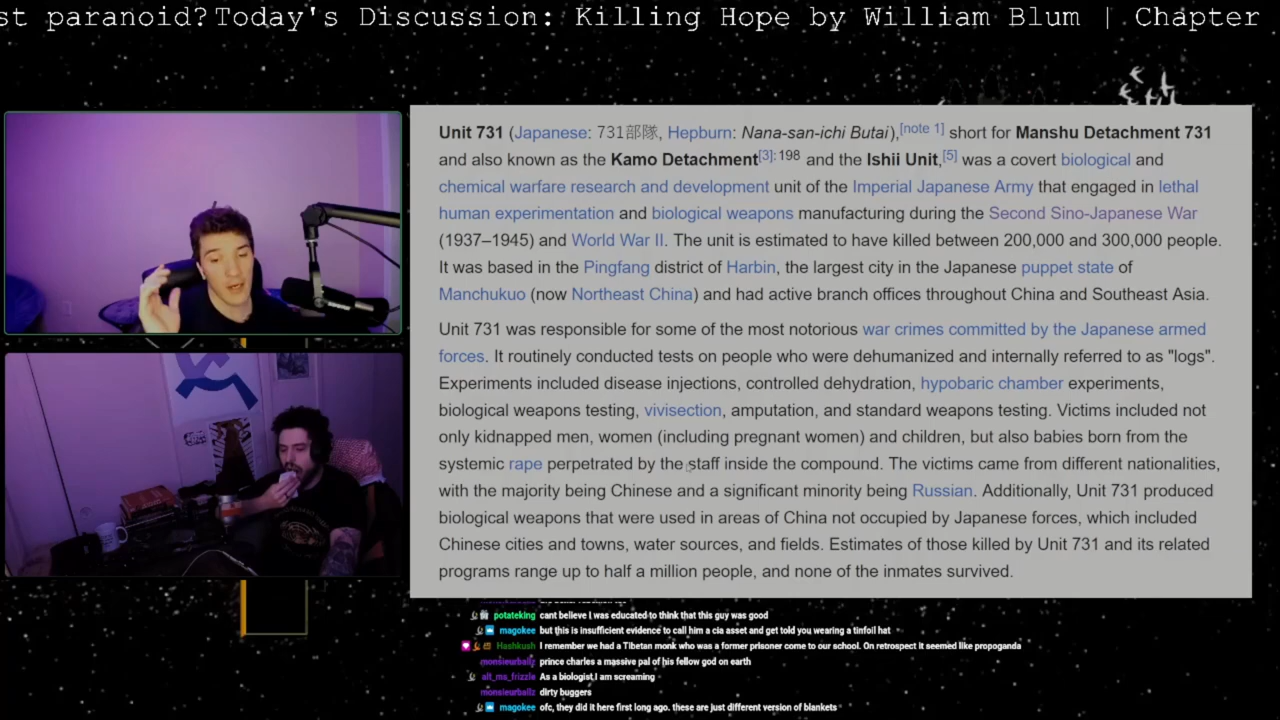 st paranoid? Today's Discussion: Killing Hope by William Blum | Chapter
Unit 731 (Japanese: 731部隊, Hepburn: Nana-san-ichi Butai),[note 1] short for Manshu Detachment 731
and also known as the Kamo Detachment[3]:198 and the Ishii Unit,[5] was a covert biological and
chemical warfare research and development unit of the Imperial Japanese Army that engaged in lethal
human experimentation and biological weapons manufacturing during the Second Sino-Japanese War
(1937–1945) and World War II. The unit is estimated to have killed between 200,000 and 300,000 people.
It was based in the Pingfang district of Harbin, the largest city in the Japanese puppet state of
Manchukuo (now Northeast China) and had active branch offices throughout China and Southeast Asia.
Unit 731 was responsible for some of the most notorious war crimes committed by the Japanese armed
forces. It routinely conducted tests on people who were dehumanized and internally referred to as "logs".
Experiments included disease injections, controlled dehydration, hypobaric chamber experiments,
biological weapons testing, vivisection, amputation, and standard weapons testing. Victims included not
only kidnapped men, women (including pregnant women) and children, but also babies born from the
systemic rape perpetrated by the staff inside the compound. The victims came from different nationalities,
with the majority being Chinese and a significant minority being Russian. Additionally, Unit 731 produced
biological weapons that were used in areas of China not occupied by Japanese forces, which included
Chinese cities and towns, water sources, and fields. Estimates of those killed by Unit 731 and its related
programs range up to half a million people, and none of the inmates survived.
potateking cant believe I was educated to think that this guy was good
magokee but this is insufficient evidence to call him a cia asset and get told you wearing a tinfoil hat
Hashkush I remember we had a Tibetan monk who was a former prisoner come to our school. On retrospect it seemed like propaganda
monsieurballz prince charles a massive pal of his fellow god on earth
alt_ms_frizzle As a biologist I am screaming
monsieurballz dirty buggers
magokee ofc, they did it here first long ago. these are just different version of blankets